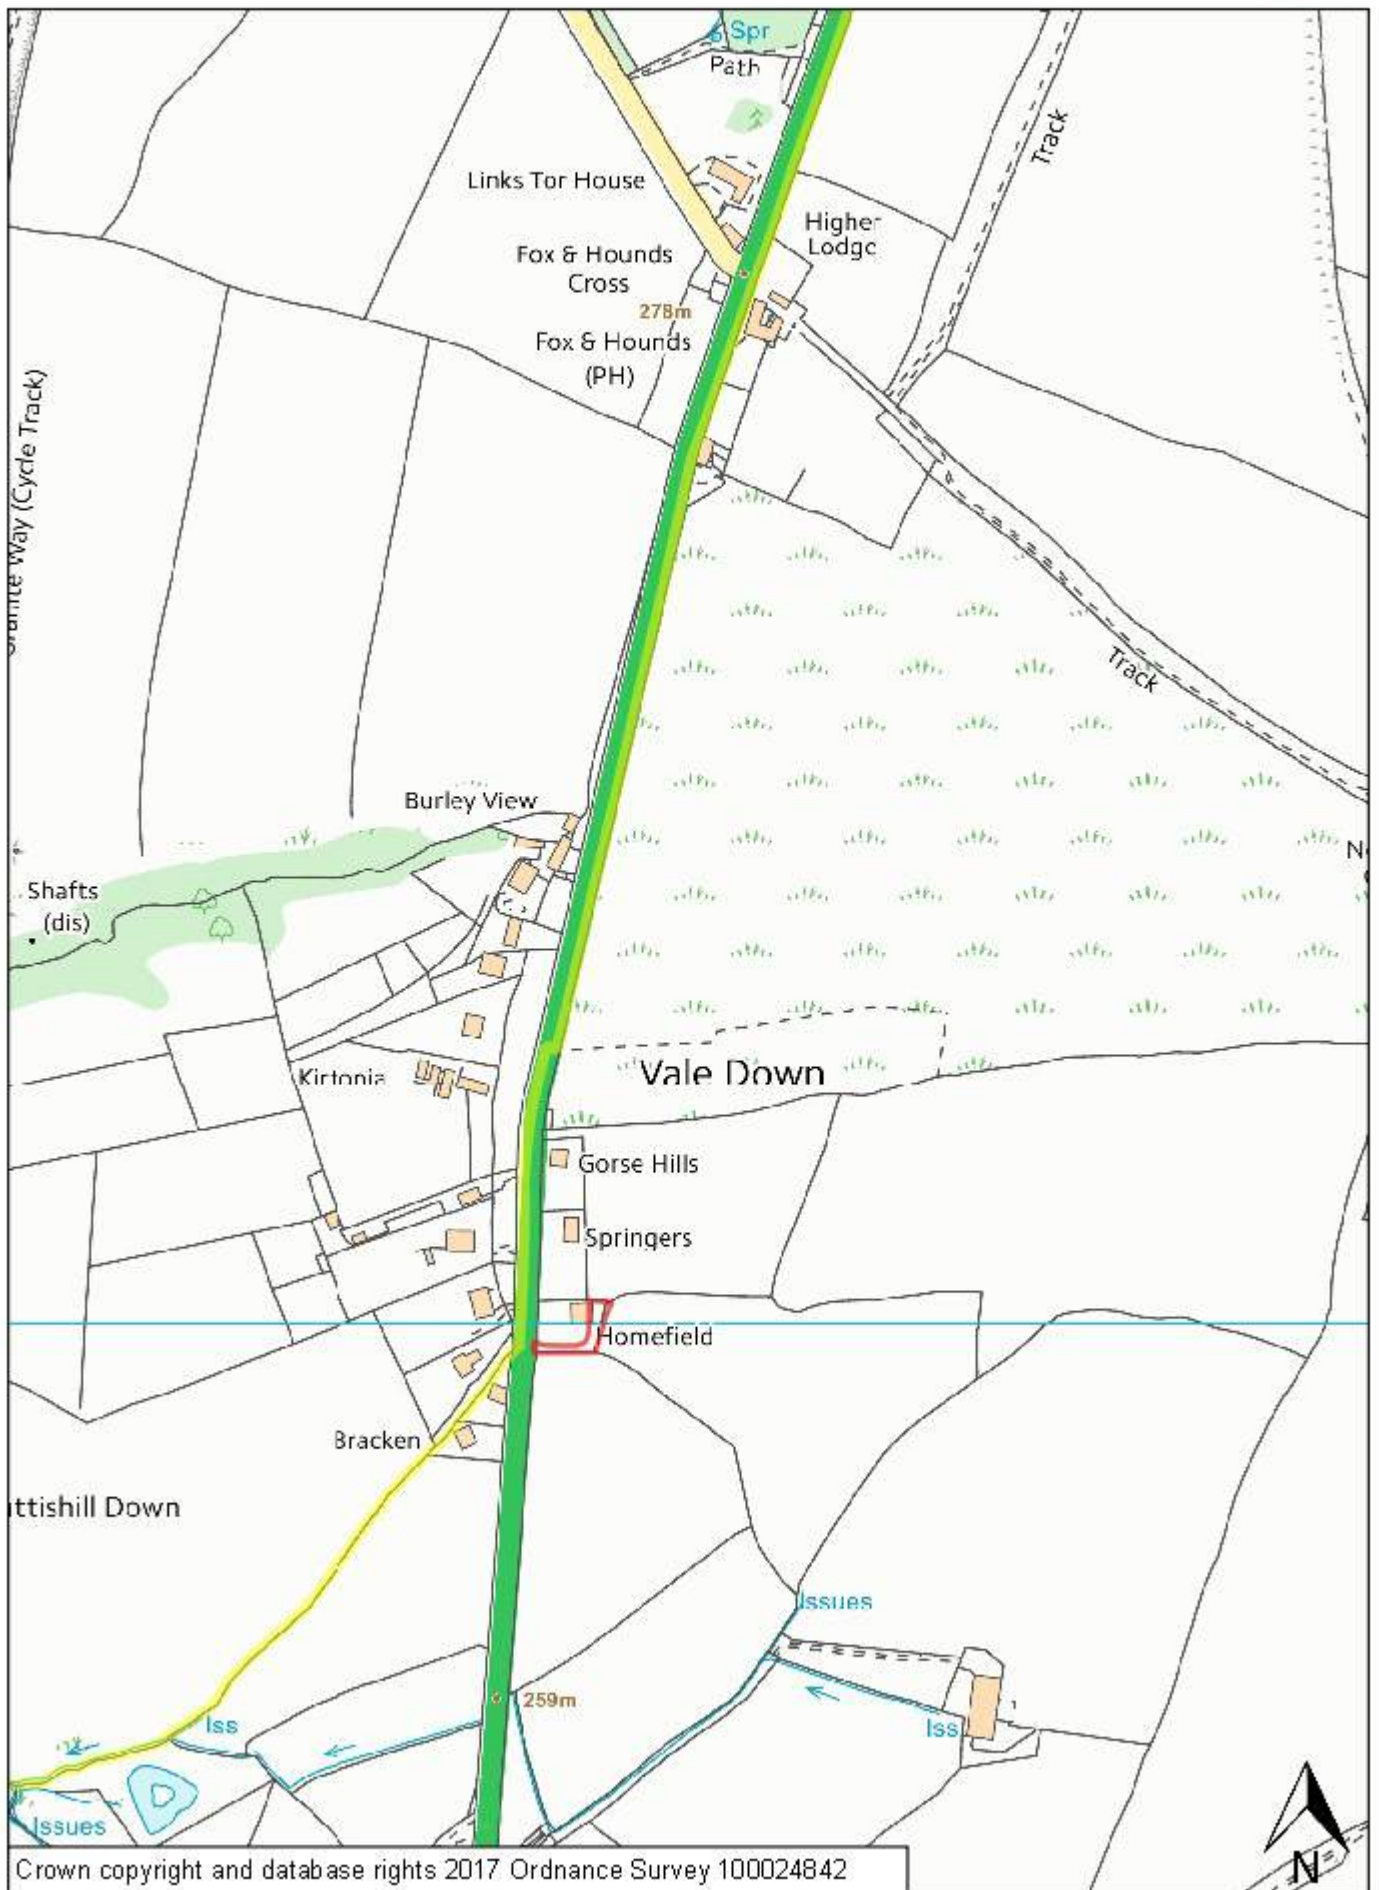 Spr
Path
Track
Links Tor House
Higher
Lodge
Fox & Hounds
Cross
278m
Fox & Hounds
(PH)
Way (Cycle Track)
Track
Burley View
Shafts
(dis)
Vale Down
Kirtonia
Gorse Hills
Springers
Homefield
Bracken
ttishill Down
Issues
259m
Iss
Iss
Issues
N
Crown copyright and database rights 2017 Ordnance Survey 100024842